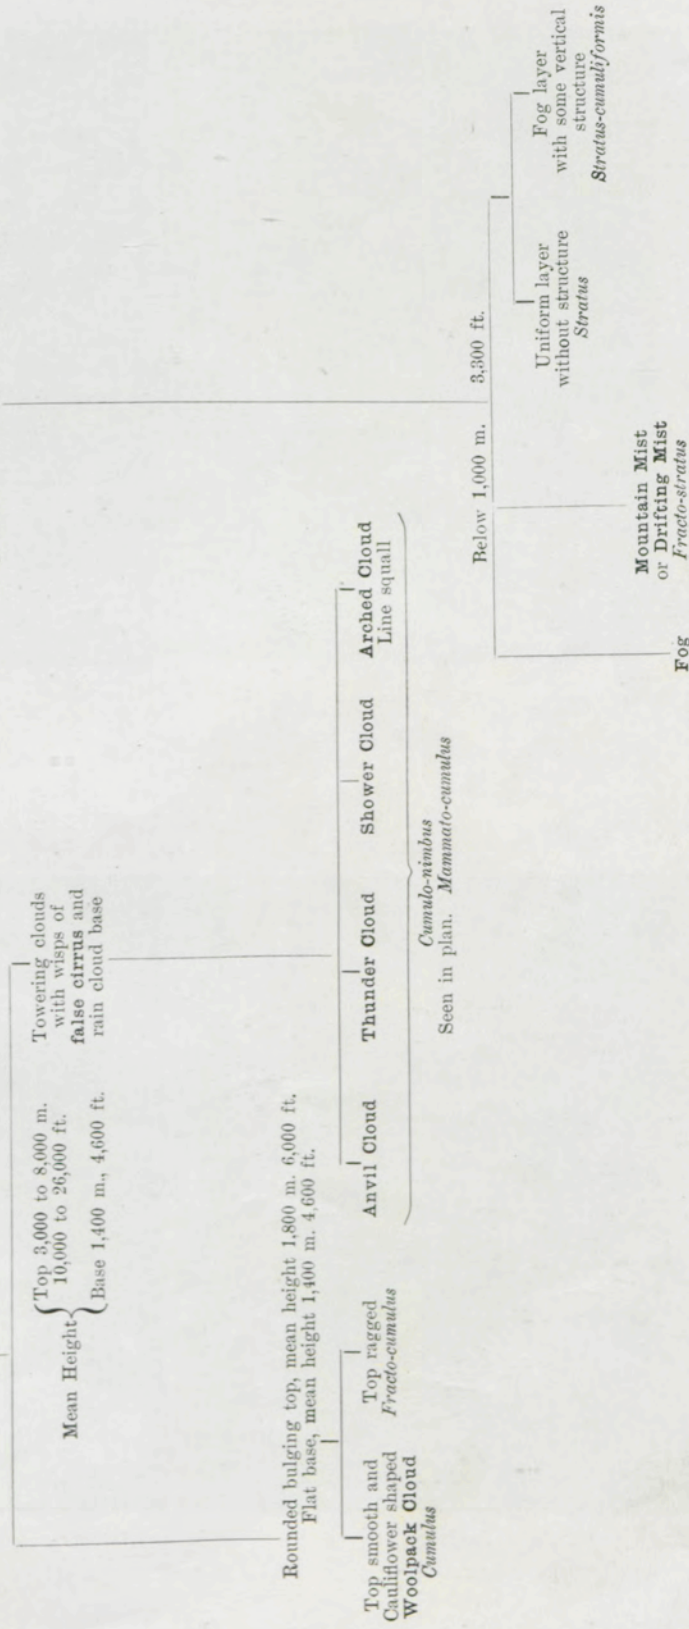 Mean Height
Top 3,000 to 8,000 m.
10,000 to 26,000 ft.
Base 1,400 m., 4,600 ft.
Towering clouds
with wisps of
false cirrus and
rain cloud base
Rounded bulging top, mean height 1,800 m. 6,000 ft.
Flat base, mean height 1,400 m. 4,600 ft.
Top smooth and
Cauliflower shaped
Woolpack Cloud
Cumulus
Top ragged
Fracto-cumulus
Anvil Cloud
Thunder Cloud
Shower Cloud
Arched Cloud
Line squall
Cumulo-nimbus
Seen in plan. Mammato-cumulus
Below 1,000 m. 3,300 ft.
Fog
Mountain Mist
or Drifting Mist
Fracto-stratus
Uniform layer
without structure
Stratus
Fog layer
with some vertical
structure
Stratus-cumuliformis